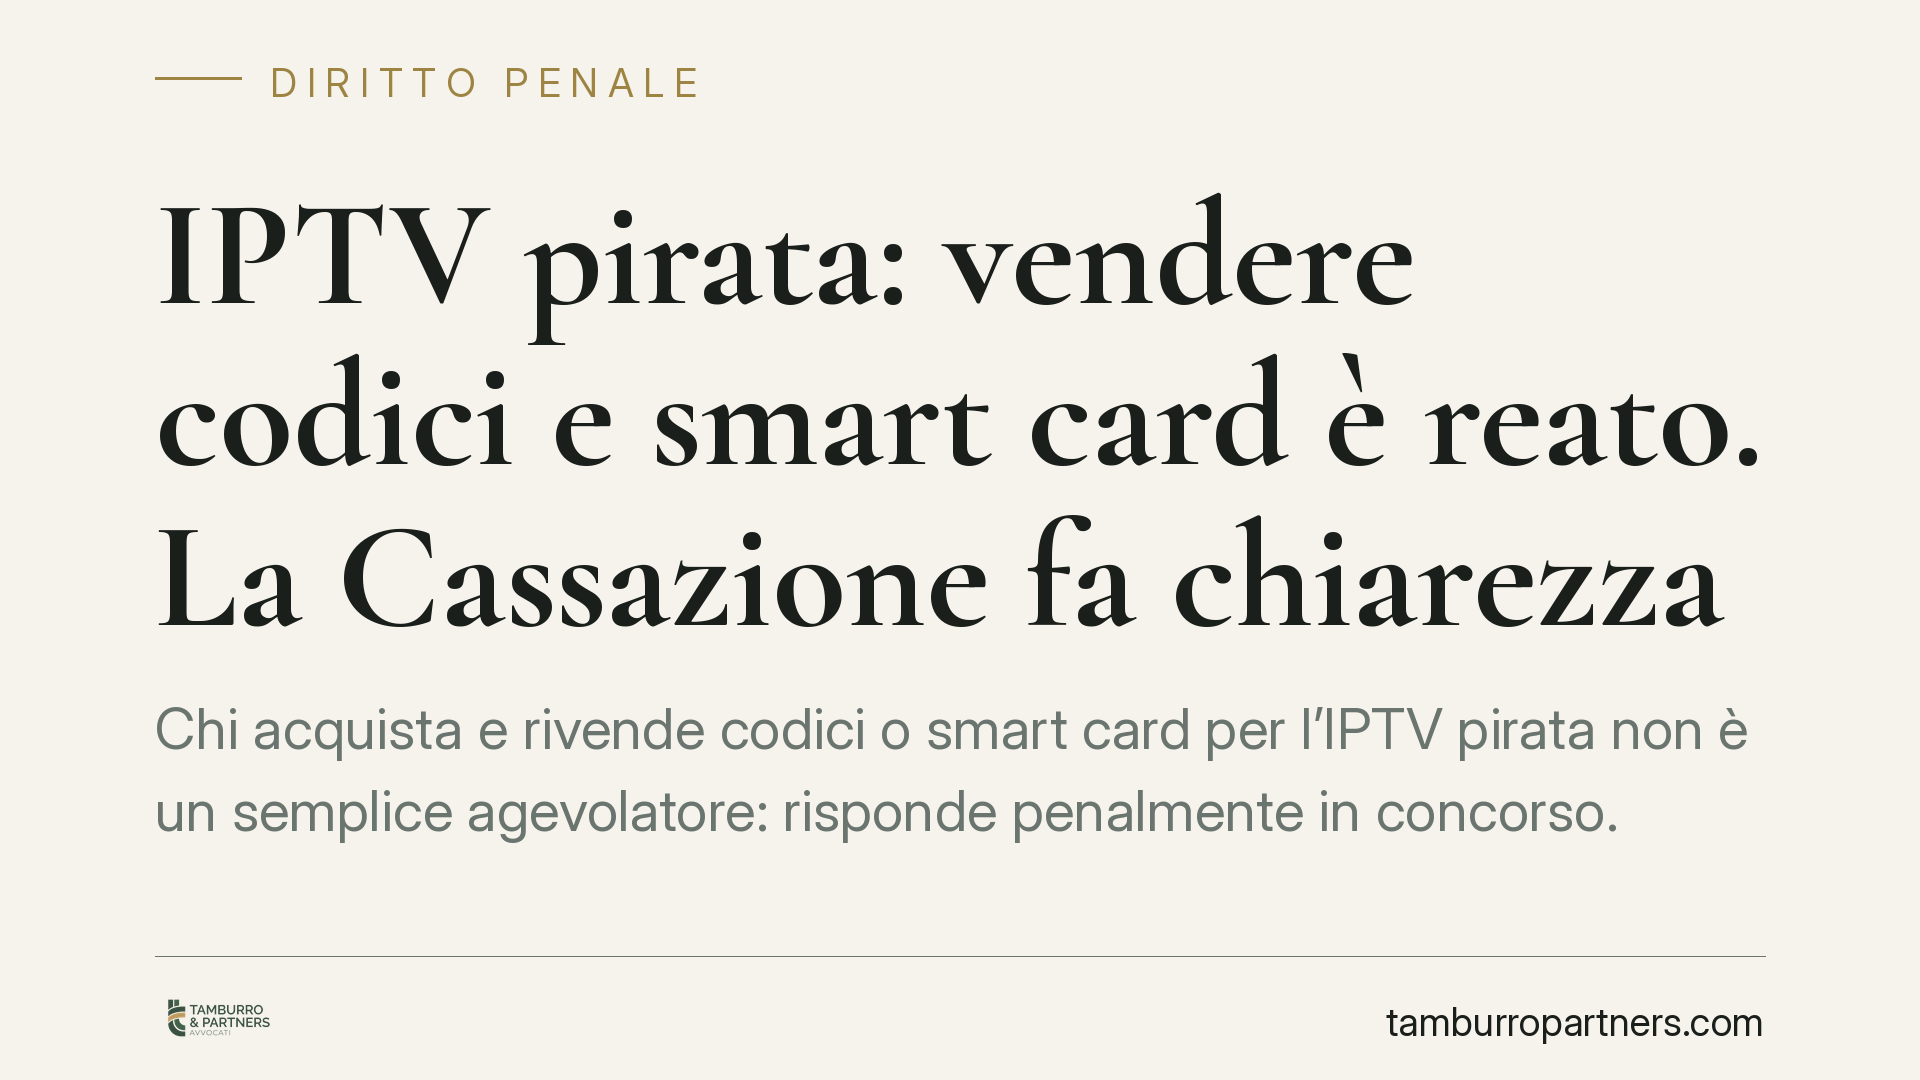 DIRITTO PENALE
IPTV pirata: vendere
codici e smart card è reato.
La Cassazione fa chiarezza
Chi acquista e rivende codici o smart card per l’IPTV pirata non è
un semplice agevolatore: risponde penalmente in concorso.
TAMBURRO
& PARTNERS
AVVOCATI
tamburropartners.com